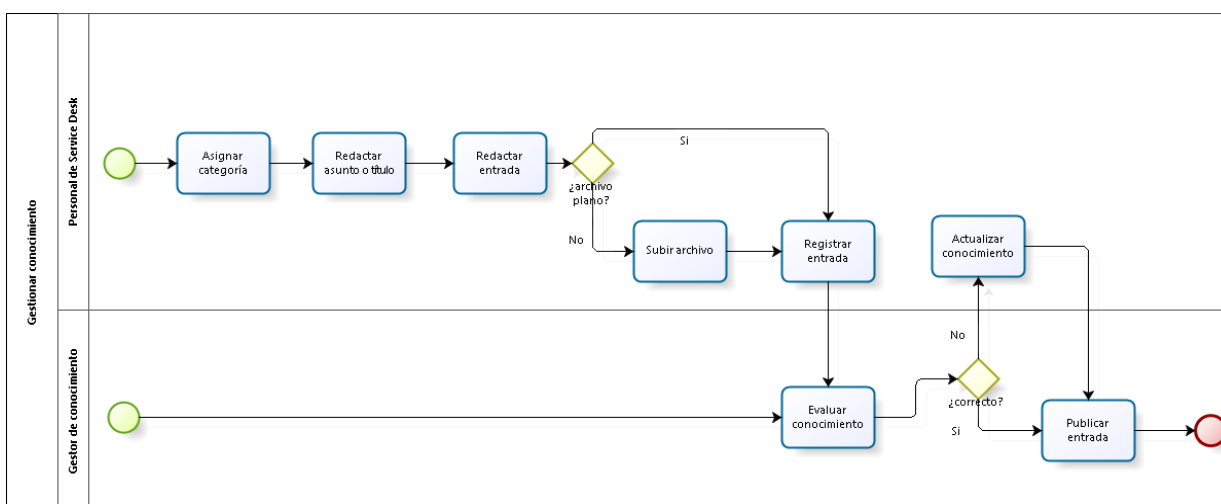 Gestionar conocimiento
Personal de Service Desk
Asignar
categoría
Redactar
asunto o título
Redactar
entrada
¿archivo
plano?
Si
No
Subir archivo
Registrar
entrada
Actualizar
conocimiento
Gestor de conocimiento
Evaluar
conocimiento
No
¿correcto?
Si
Publicar
entrada